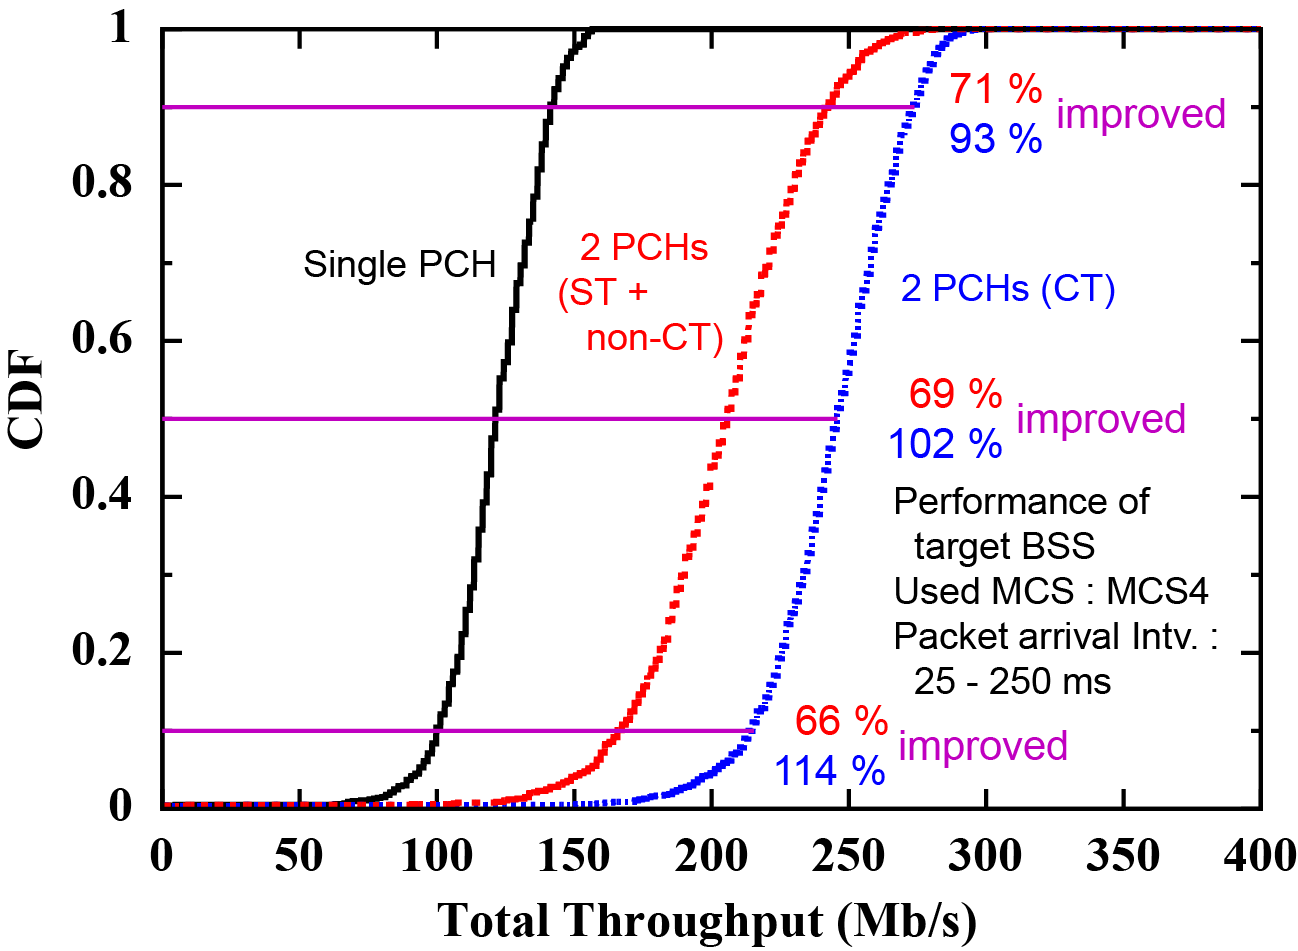 1
0.8
0.6
0.4
0.2
0
CDF
0 50 100 150 200 250 300 350 400
Total Throughput (Mb/s)
Single PCH
2 PCHs
(ST +
non-CT)
2 PCHs (CT)
71 %
93 %
improved
69 %
102 %
improved
Performance of
target BSS
Used MCS : MCS4
Packet arrival Intv. :
25 - 250 ms
66 %
114 %
improved